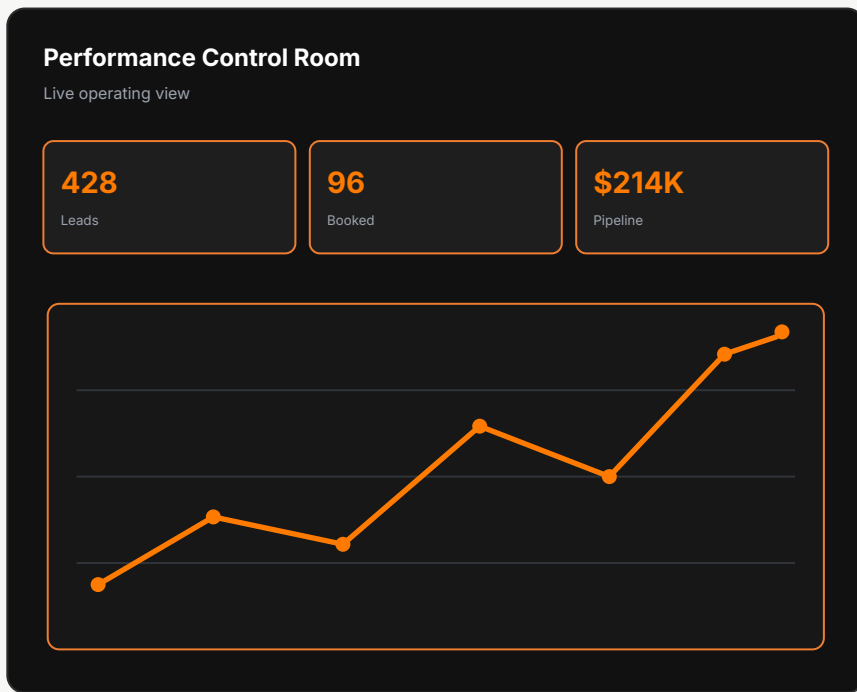 Performance Control Room
Live operating view
428
Leads
96
Booked
$214K
Pipeline